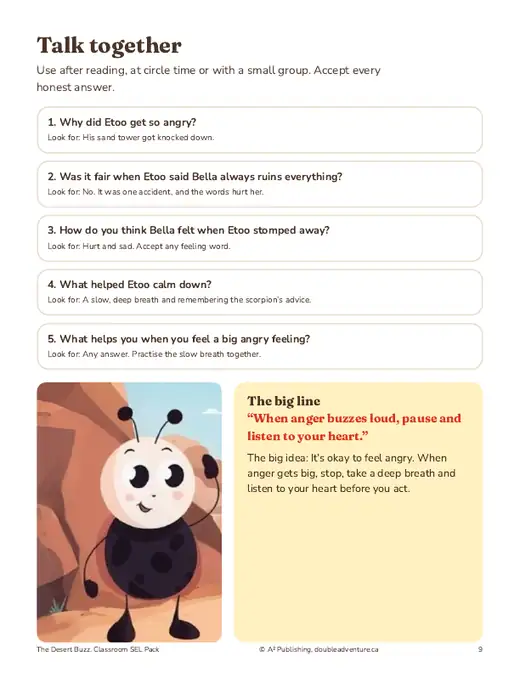 Talk together
Use after reading, at circle time or with a small group. Accept every
honest answer.
1. Why did Etoo get so angry?
Look for: His sand tower got knocked down.
2. Was it fair when Etoo said Bella always ruins everything?
Look for: No. It was one accident, and the words hurt her.
3. How do you think Bella felt when Etoo stomped away?
Look for: Hurt and sad. Accept any feeling word.
4. What helped Etoo calm down?
Look for: A slow, deep breath and remembering the scorpion's advice.
5. What helps you when you feel a big angry feeling?
Look for: Any answer. Practise the slow breath together.
The big line
“When anger buzzes loud, pause and
listen to your heart.”
The big idea: It's okay to feel angry. When
anger gets big, stop, take a deep breath and
listen to your heart before you act.
The Desert Buzz. Classroom SEL Pack
© A² Publishing. doubleadventure.ca
9